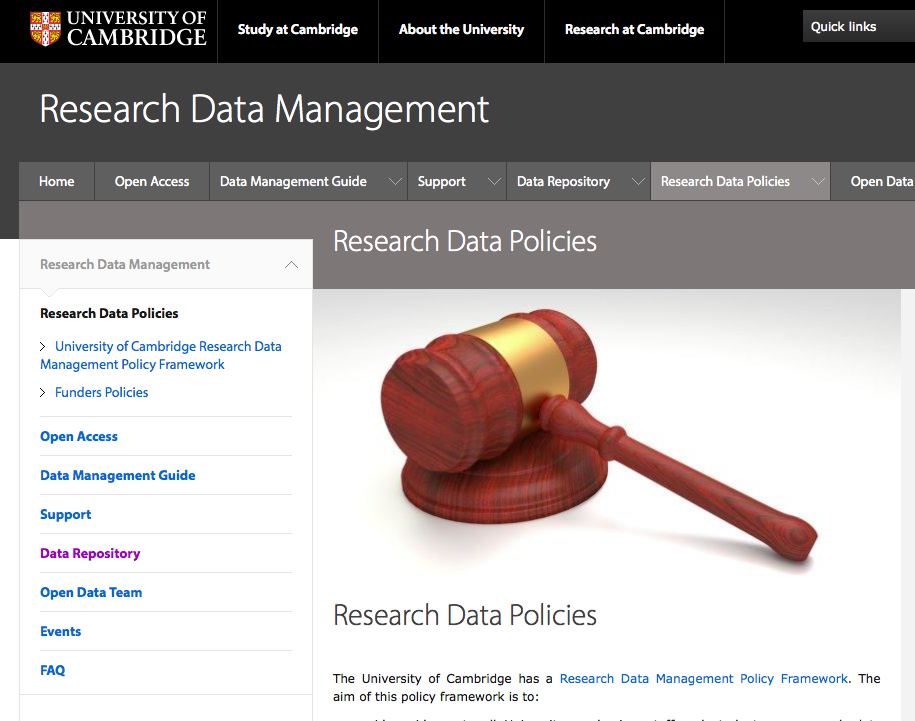 UNIVERSITY OF
CAMBRIDGE
Study at Cambridge
About the University
Research at Cambridge
Quick links
Research Data Management
Home
Open Access
Data Management Guide
Support
Data Repository
Research Data Policies
Open Data
Research Data Policies
Research Data Management
Research Data Policies
University of Cambridge Research Data
Management Policy Framework
Funders Policies
Open Access
Data Management Guide
Support
Data Repository
Open Data Team
Events
FAQ
Research Data Policies
The University of Cambridge has a Research Data Management Policy Framework. The
aim of this policy framework is to: